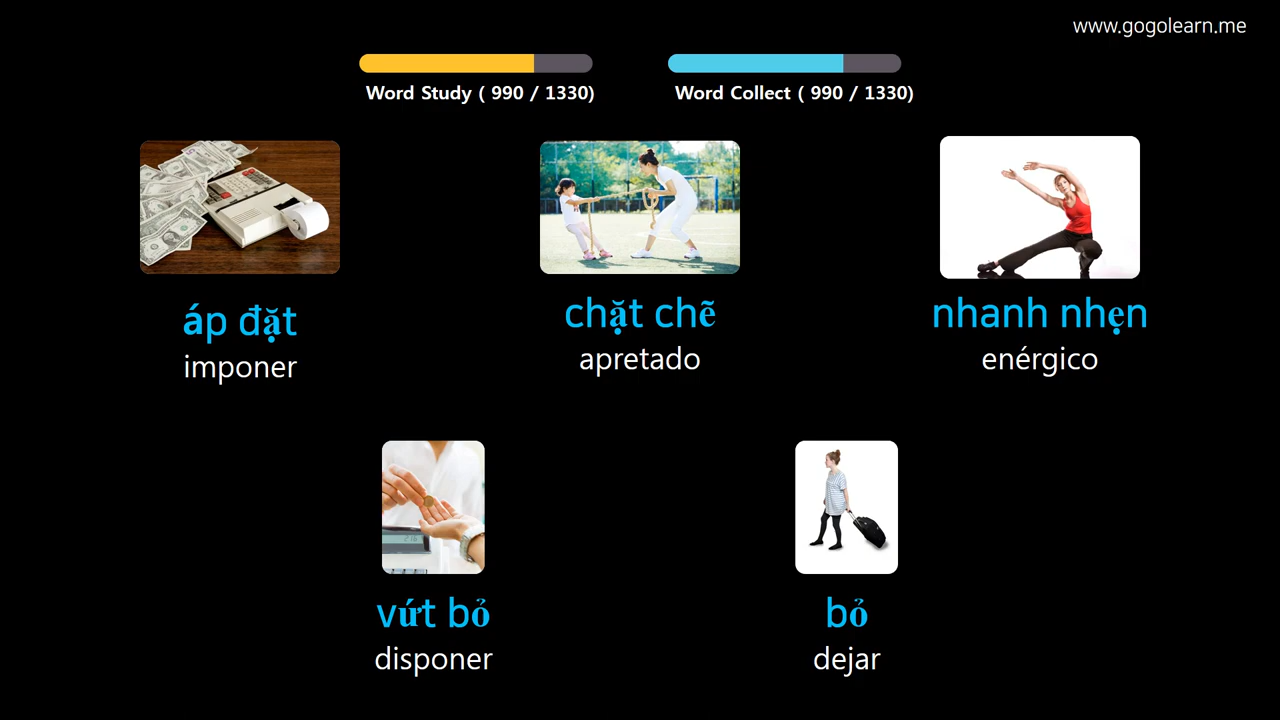 www.gogolearn.me
Word Study ( 990 / 1330)
Word Collect ( 990 / 1330)
áp đặt
imponer
chặt chẽ
apretado
nhanh nhẹn
enérgico
vứt bỏ
disponer
bỏ
dejar